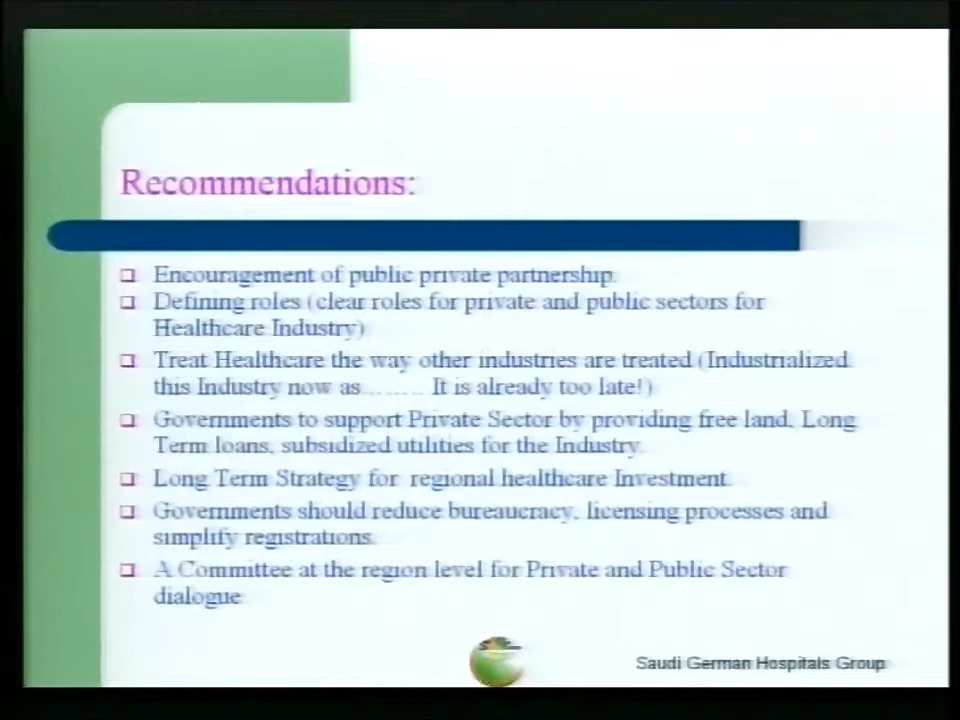 Recommendations:
Encouragement of public private partnership.
Defining roles (clear roles for private and public sectors for
Healthcare Industry)
Treat Healthcare the way other industries are treated (Industrialized
this Industry now as......... It is already too late!)
Governments to support Private Sector by providing free land, Long
Term loans, subsidized utilities for the Industry.
Long Term Strategy for regional healthcare Investment.
Governments should reduce bureaucracy, licensing processes and
simplify registrations.
A Committee at the region level for Private and Public Sector
dialogue
Saudi German Hospitals Group